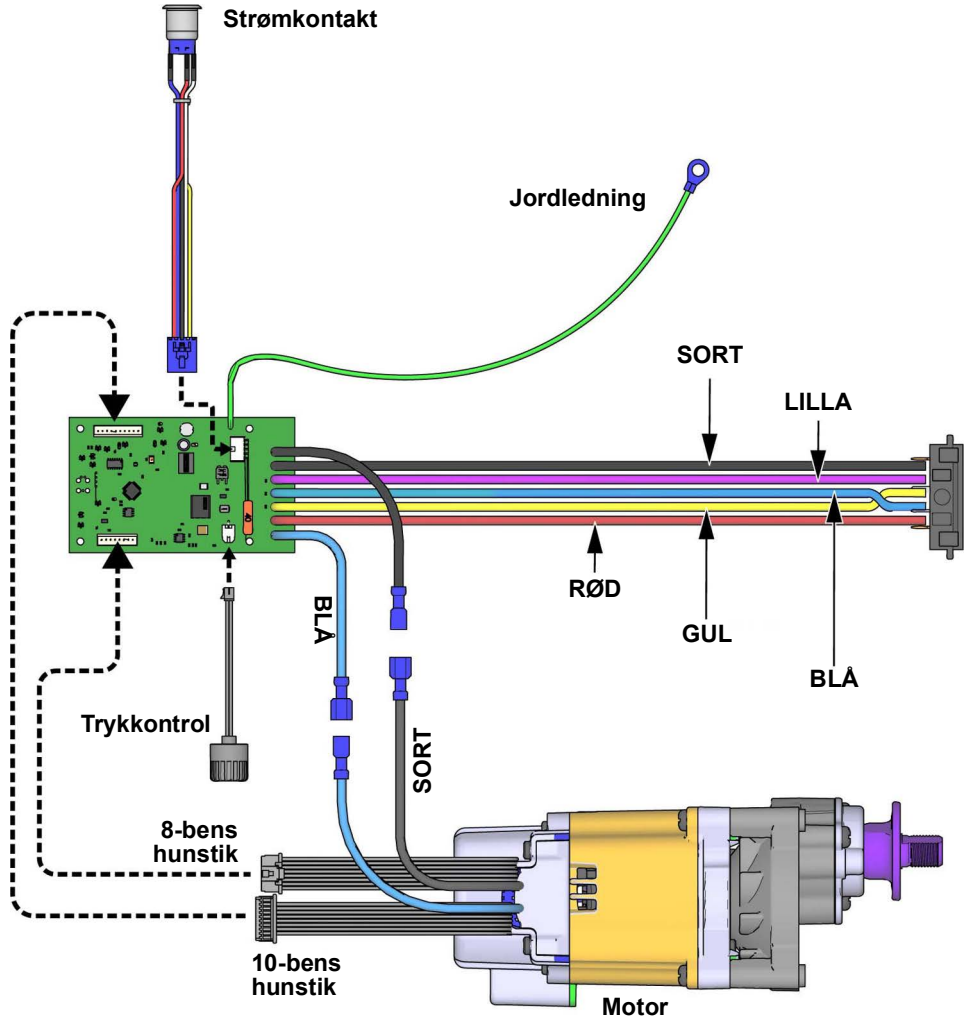 Strømkontakt
Jordledning
SORT
LILLA
RØD
GUL
BLÅ
BLÅ
SORT
Trykkontrol
8-bens
hunstik
10-bens
hunstik
Motor